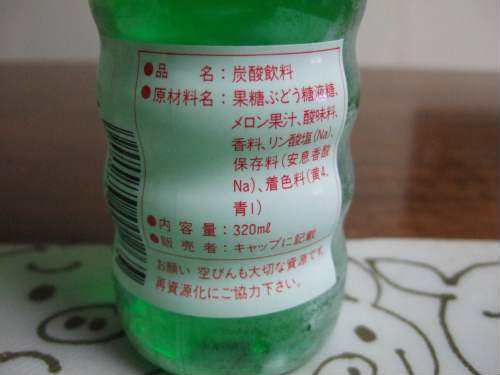 ●品　　名：炭酸飲料
●原材料名：果糖ぶどう糖液糖、
メロン果汁、酸味料、
香料、リン酸塩(Na)、
保存料(安息香酸
Na)、着色料(黄4、
青1)
●内 容 量：320mℓ
●販 売 者：キャップに記載
お願い 空びんも大切な資源です。
再資源化にご協力下さい。